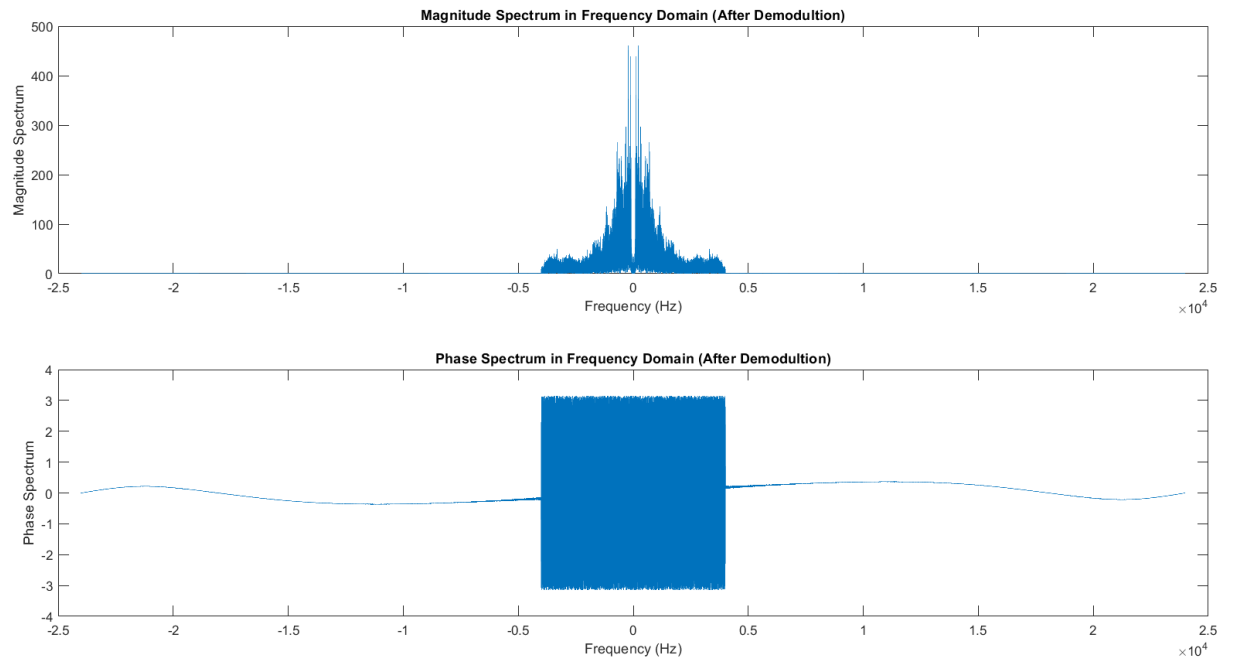 Magnitude Spectrum in Frequency Domain (After Demodultion)
500
400
300
200
100
0
Magnitude Spectrum
-2.5 -2 -1.5 -1 -0.5 0 0.5 1 1.5 2 2.5
Frequency (Hz)
×10^4
Phase Spectrum in Frequency Domain (After Demodultion)
4
3
2
1
0
-1
-2
-3
-4
Phase Spectrum
-2.5 -2 -1.5 -1 -0.5 0 0.5 1 1.5 2 2.5
Frequency (Hz)
×10^4